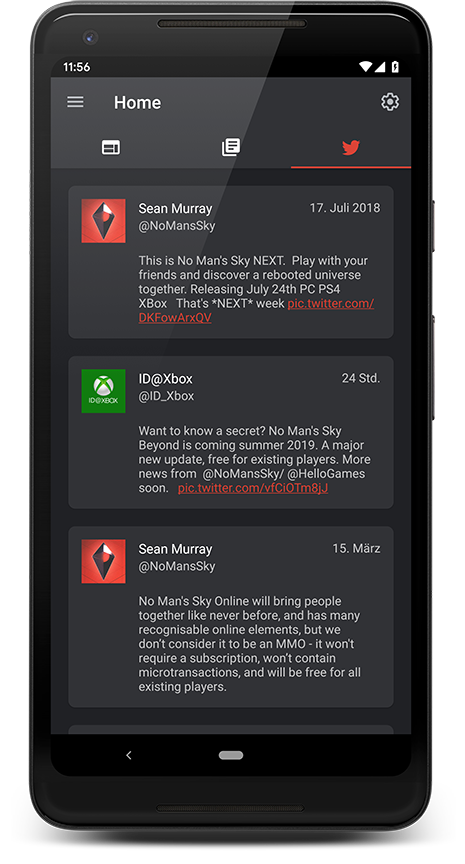 11:56
Home
Sean Murray 17. Juli 2018
@NoMansSky
This is No Man's Sky NEXT.  Play with your
friends and discover a rebooted universe
together. Releasing July 24th PC PS4
XBox   That's *NEXT* week pic.twitter.com/
DKFowArxQV
ID@XBOX
ID@Xbox 24 Std.
@ID_Xbox
Want to know a secret? No Man's Sky
Beyond is coming summer 2019. A major
new update, free for existing players. More
news from  @NoMansSky/ @HelloGames
soon.   pic.twitter.com/vfCiOTm8jJ
Sean Murray 15. März
@NoMansSky
No Man's Sky Online will bring people
together like never before, and has many
recognisable online elements, but we
don’t consider it to be an MMO - it won’t
require a subscription, won’t contain
microtransactions, and will be free for all
existing players.